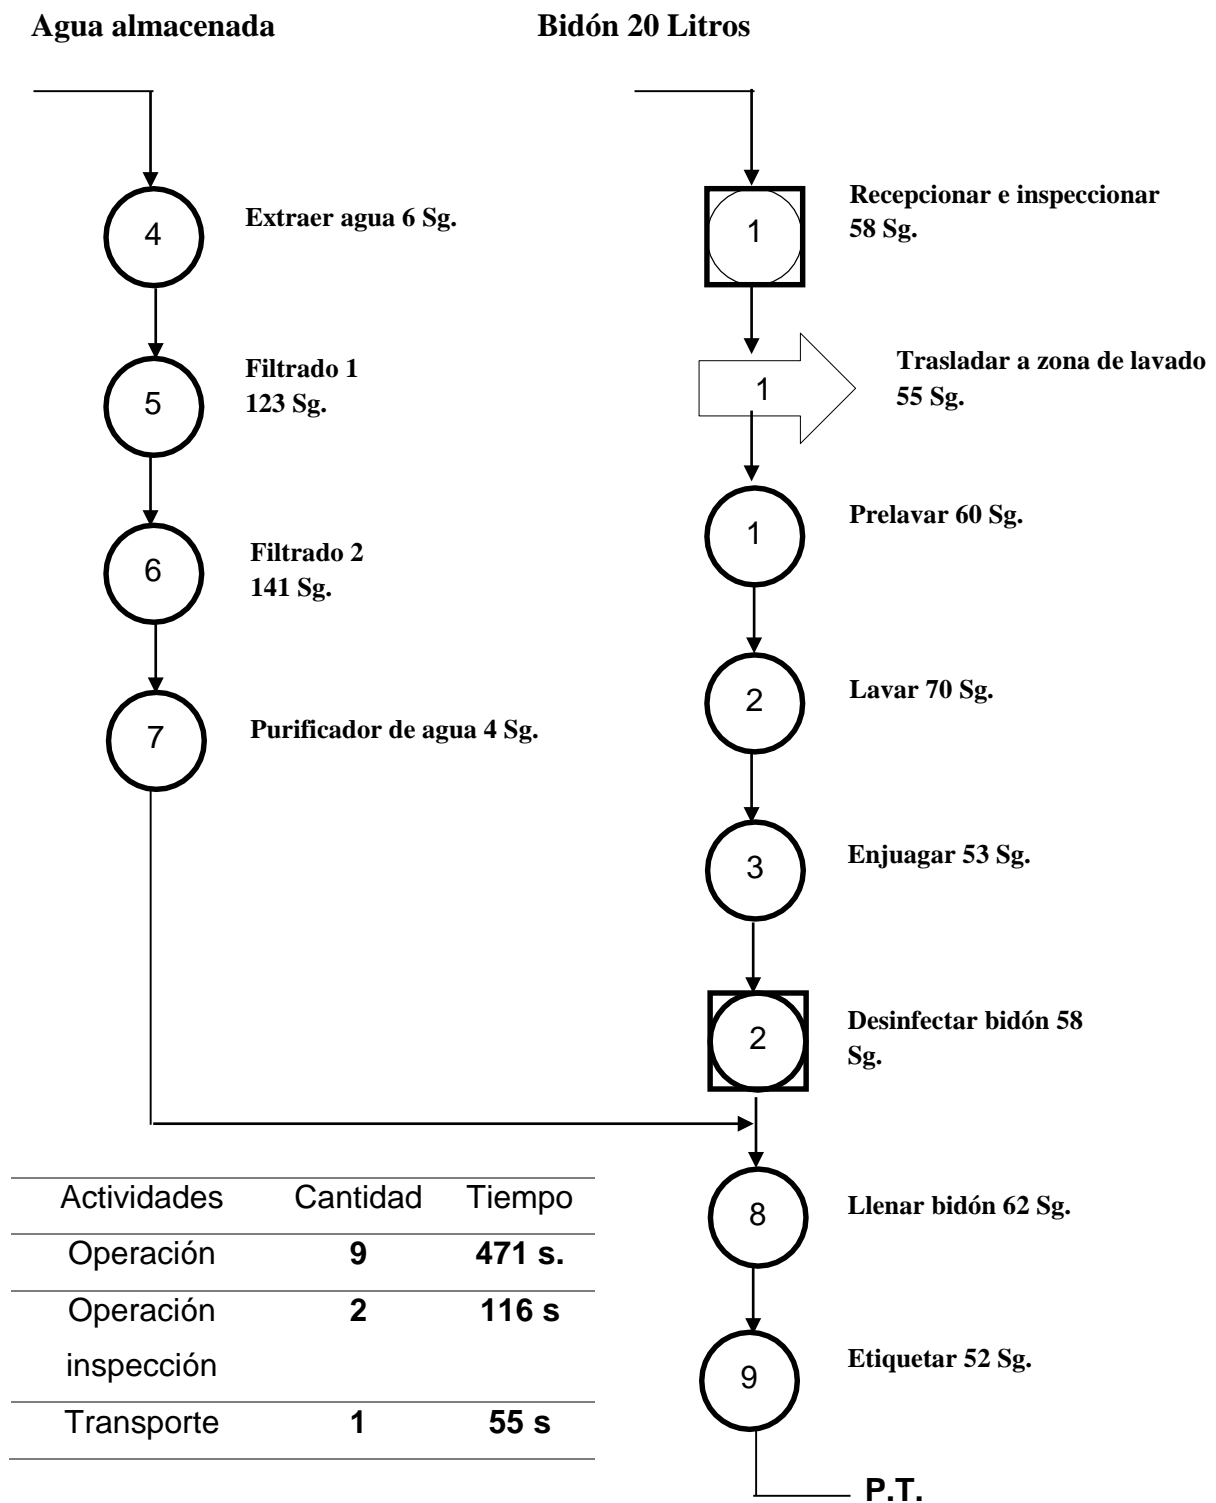 Agua almacenada
Bidón 20 Litros
4
Extraer agua 6 Sg.
5
Filtrado 1
123 Sg.
6
Filtrado 2
141 Sg.
7
Purificador de agua 4 Sg.
1
Recepcionar e inspeccionar
58 Sg.
1
Trasladar a zona de lavado
55 Sg.
1
Prelavar 60 Sg.
2
Lavar 70 Sg.
3
Enjuagar 53 Sg.
2
Desinfectar bidón 58
Sg.
8
Llenar bidón 62 Sg.
9
Etiquetar 52 Sg.
P.T.
Actividades Cantidad Tiempo
Operación 9 471 s.
Operación 2 116 s
inspección
Transporte 1 55 s